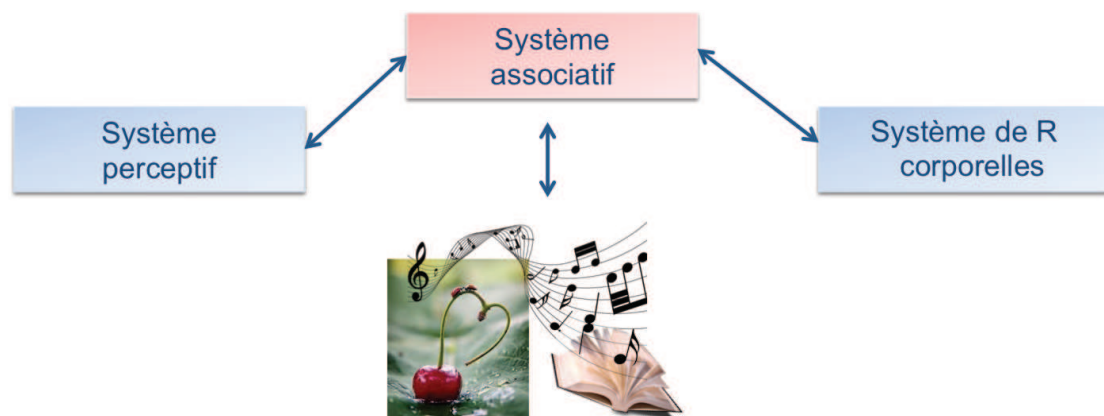 Système
associatif
Système
perceptif
Système de R
corporelles